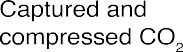 Captured and
compressed CO₂